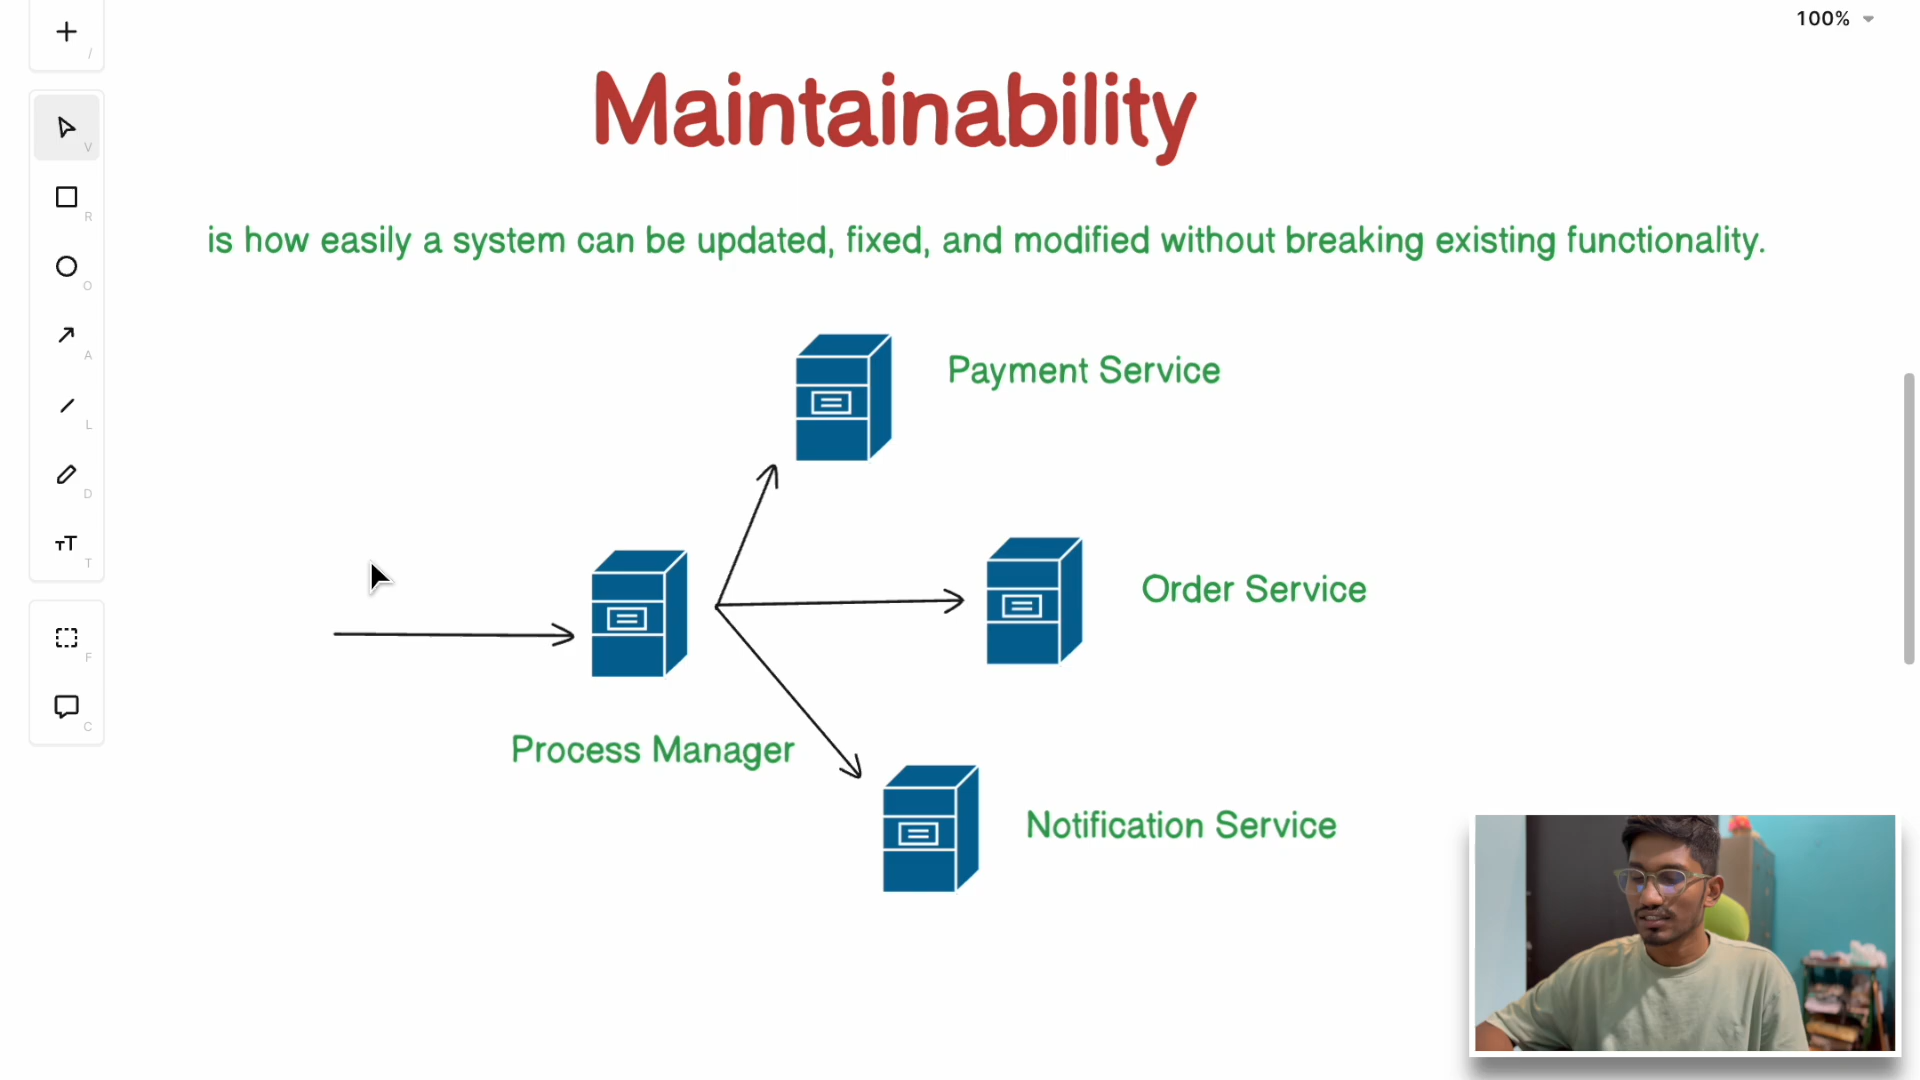 100%
/
Maintainability
V
R
is how easily a system can be updated, fixed, and modified without breaking existing functionality.
O
A
Payment Service
L
D
T
Order Service
F
C
Process Manager
Notification Service